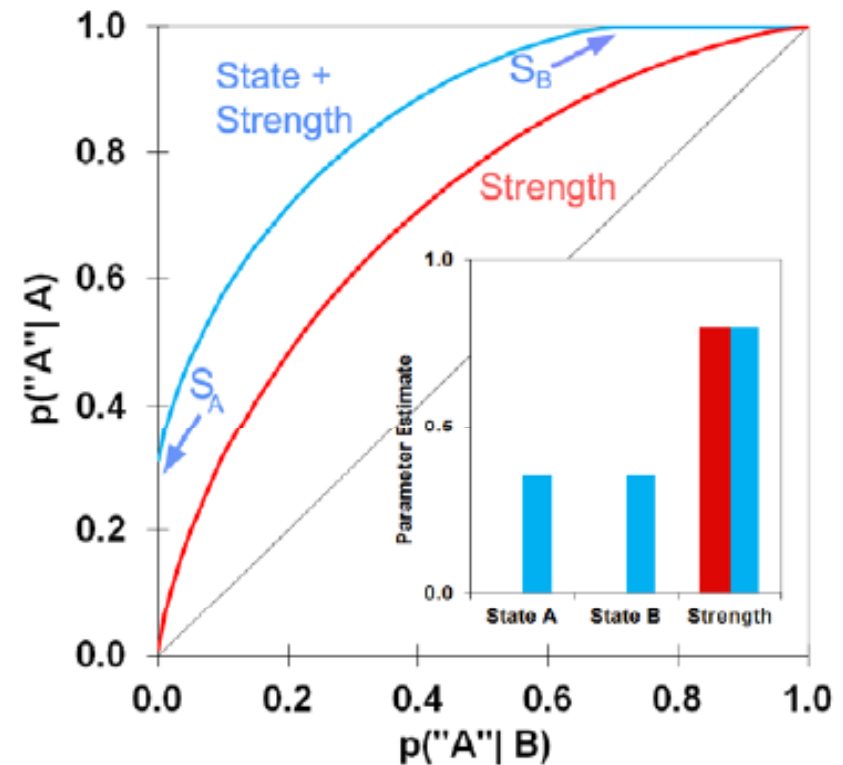 1.0
0.8
0.6
0.4
0.2
0.0
p("A"| A)
State +
Strength
S_B
Strength
S_A
1.0
0.5
0.0
Parameter Estimate
State A State B Strength
0.0 0.2 0.4 0.6 0.8 1.0
p("A"| B)